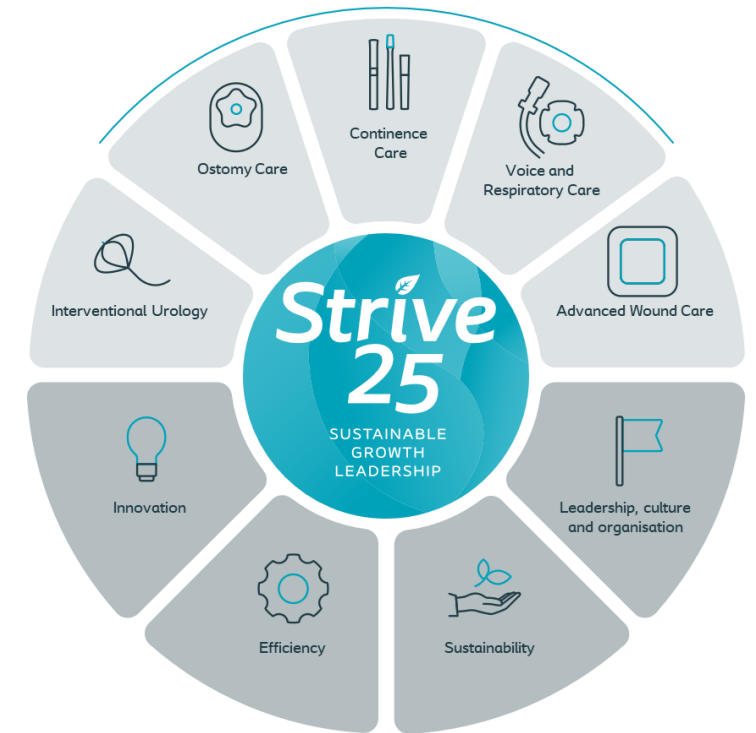 Continence
Care
Ostomy Care
Voice and
Respiratory Care
Interventional Urology
Advanced Wound Care
Strive
25
SUSTAINABLE
GROWTH
LEADERSHIP
Innovation
Leadership, culture
and organisation
Efficiency
Sustainability